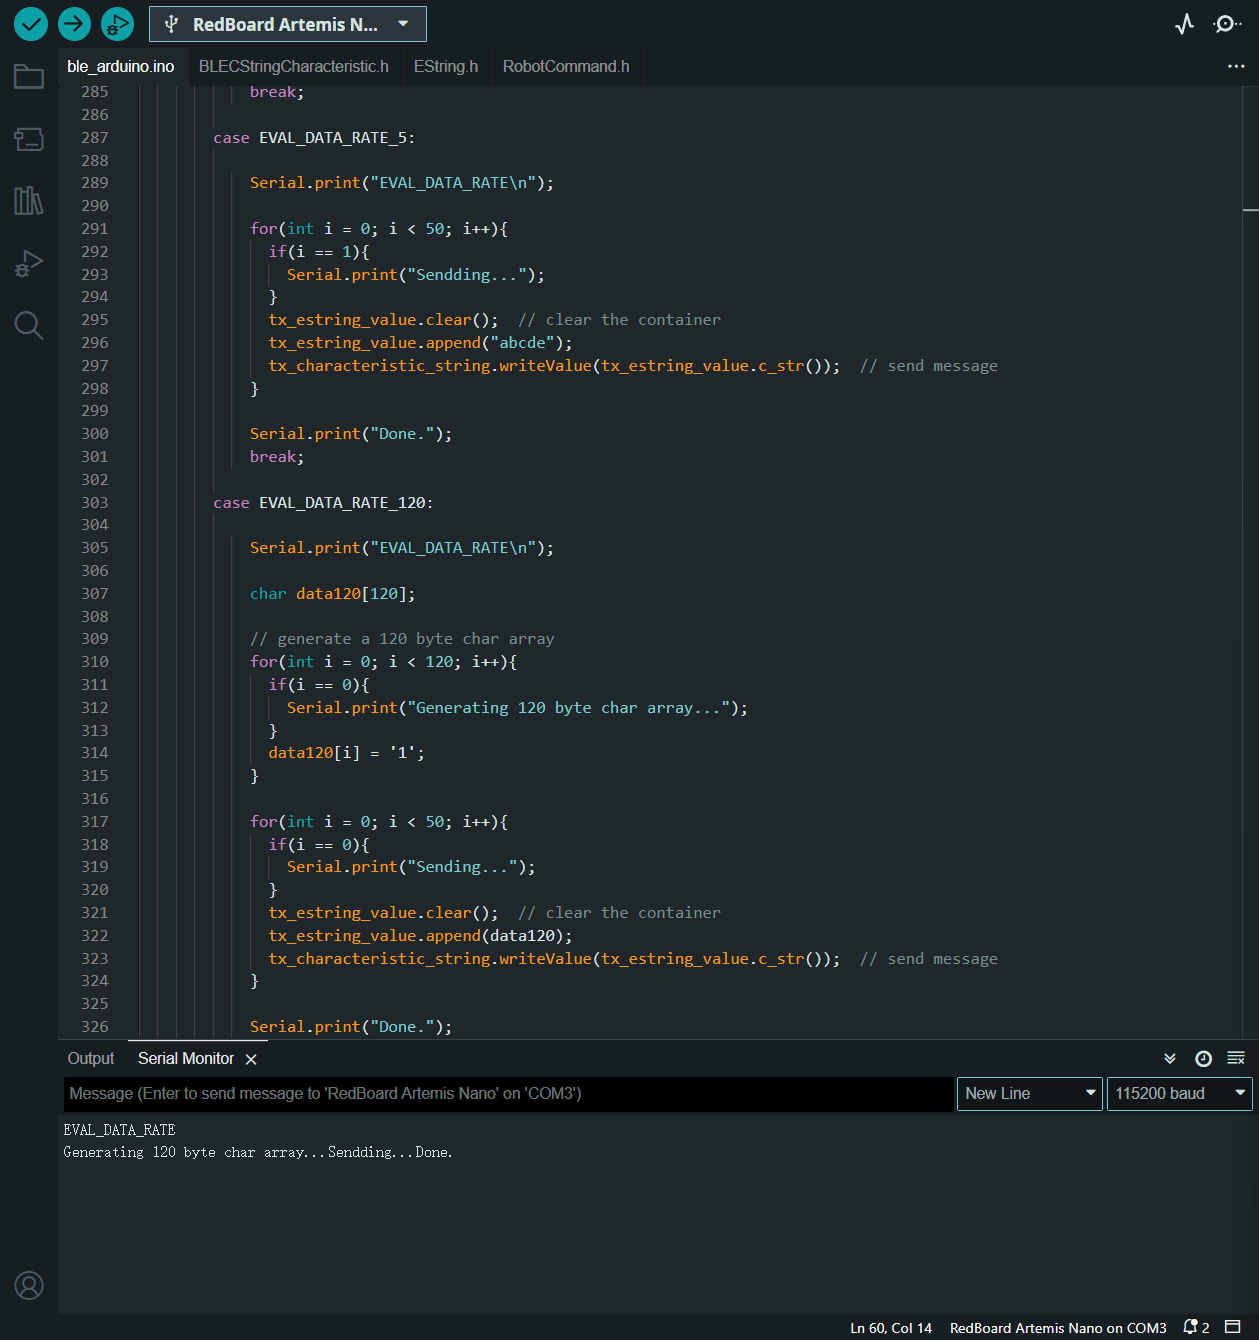 RedBoard Artemis N...
ble_arduino.ino BLECStringCharacteristic.h EString.h RobotCommand.h ...
285 break;
286
287 case EVAL_DATA_RATE_5:
288
289 Serial.print("EVAL_DATA_RATE\n");
290
291 for(int i = 0; i < 50; i++){
292 if(i == 1){
293 Serial.print("Sendding...");
294 }
295 tx_estring_value.clear(); // clear the container
296 tx_estring_value.append("abcde");
297 tx_characteristic_string.writeValue(tx_estring_value.c_str()); // send message
298 }
299
300 Serial.print("Done.");
301 break;
302
303 case EVAL_DATA_RATE_120:
304
305 Serial.print("EVAL_DATA_RATE\n");
306
307 char data120[120];
308
309 // generate a 120 byte char array
310 for(int i = 0; i < 120; i++){
311 if(i == 0){
312 Serial.print("Generating 120 byte char array...");
313 }
314 data120[i] = '1';
315 }
316
317 for(int i = 0; i < 50; i++){
318 if(i == 0){
319 Serial.print("Sending...");
320 }
321 tx_estring_value.clear(); // clear the container
322 tx_estring_value.append(data120);
323 tx_characteristic_string.writeValue(tx_estring_value.c_str()); // send message
324 }
325
326 Serial.print("Done.");
Output Serial Monitor
Message (Enter to send message to 'RedBoard Artemis Nano' on 'COM3') New Line 115200 baud
EVAL_DATA_RATE
Generating 120 byte char array...Sendding...Done.
Ln 60, Col 14 RedBoard Artemis Nano on COM3 2